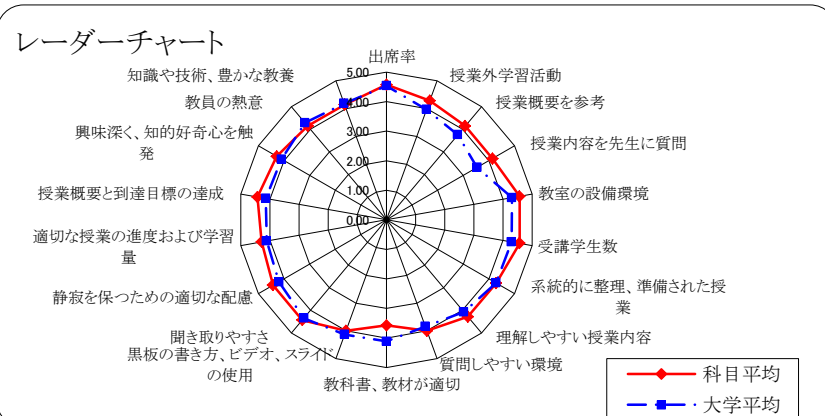 レーダーチャート
出席率
授業外学習活動
授業概要を参考
授業内容を先生に質問
教室の設備環境
受講学生数
系統的に整理、準備された授
業
理解しやすい授業内容
質問しやすい環境
教科書、教材が適切
黒板の書き方、ビデオ、スライド
の使用
聞き取りやすさ
静寂を保つための適切な配慮
適切な授業の進度および学習
量
授業概要と到達目標の達成
興味深く、知的好奇心を触
発
教員の熱意
知識や技術、豊かな教養
5.00
4.00
3.00
2.00
1.00
0.00
科目平均
大学平均